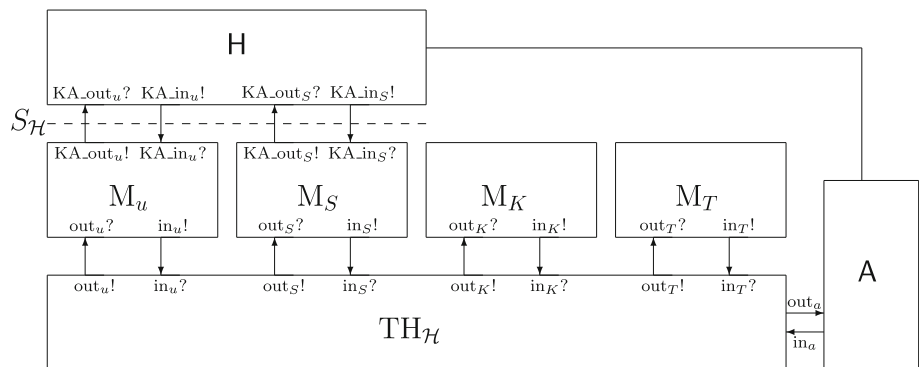 H
KA_out_u? KA_in_u! KA_out_S? KA_in_S!
S_ℋ
KA_out_u! KA_in_u? KA_out_S! KA_in_S?
M_u M_S M_K M_T
out_u? in_u! out_S? in_S! out_K? in_K! out_T? in_T!
A
out_u! in_u? out_S! in_S? out_K! in_K? out_T! in_T?
out_a
TH_ℋ
in_a